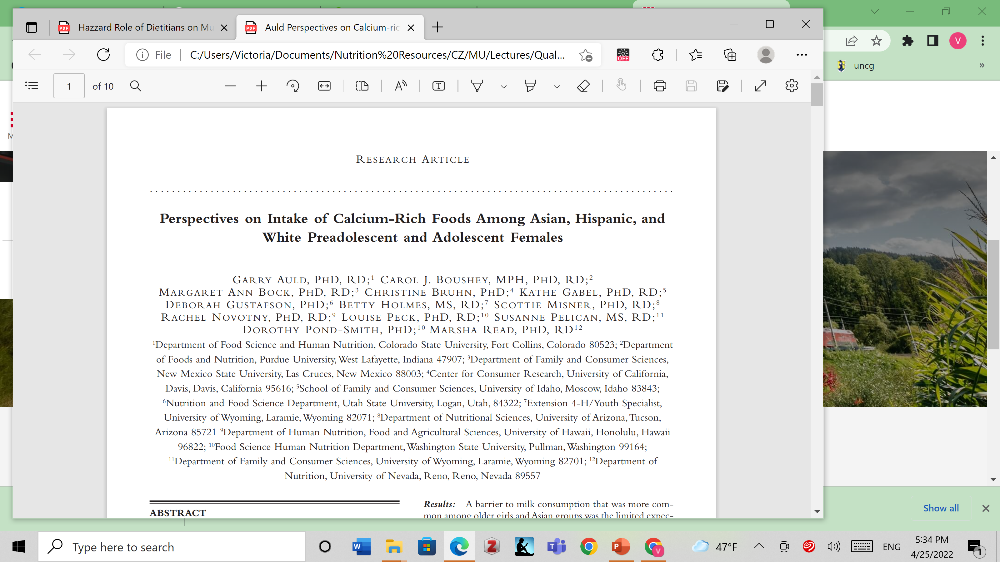 Hazzard Role of Dietitians on Mu
Auld Perspectives on Calcium-ric
File
C:/Users/Victoria/Documents/Nutrition%20Resources/CZ/MU/Lectures/Qual...
OFF
V
uncg
»
1 of 10
RESEARCH ARTICLE
Perspectives on Intake of Calcium-Rich Foods Among Asian, Hispanic, and
White Preadolescent and Adolescent Females
GARRY AULD, PHD, RD;1 CAROL J. BOUSHEY, MPH, PHD, RD;2
MARGARET ANN BOCK, PHD, RD;3 CHRISTINE BRUHN, PHD;4 KATHE GABEL, PHD, RD;5
DEBORAH GUSTAFSON, PHD;6 BETTY HOLMES, MS, RD;7 SCOTTIE MISNER, PHD, RD;8
RACHEL NOVOTNY, PHD, RD;9 LOUISE PECK, PHD, RD;10 SUSANNE PELICAN, MS, RD;11
DOROTHY POND-SMITH, PHD;10 MARSHA READ, PHD, RD12
1Department of Food Science and Human Nutrition, Colorado State University, Fort Collins, Colorado 80523; 2Department
of Foods and Nutrition, Purdue University, West Lafayette, Indiana 47907; 3Department of Family and Consumer Sciences,
New Mexico State University, Las Cruces, New Mexico 88003; 4Center for Consumer Research, University of California,
Davis, Davis, California 95616; 5School of Family and Consumer Sciences, University of Idaho, Moscow, Idaho 83843;
6Nutrition and Food Science Department, Utah State University, Logan, Utah, 84322; 7Extension 4-H/Youth Specialist,
University of Wyoming, Laramie, Wyoming 82071; 8Department of Nutritional Sciences, University of Arizona, Tucson,
Arizona 85721 9Department of Human Nutrition, Food and Agricultural Sciences, University of Hawaii, Honolulu, Hawaii
96822; 10Food Science Human Nutrition Department, Washington State University, Pullman, Washington 99164;
11Department of Family and Consumer Sciences, University of Wyoming, Laramie, Wyoming 82701; 12Department of
Nutrition, University of Nevada, Reno, Reno, Nevada 89557
ABSTRACT
Results: A barrier to milk consumption that was more com-
mon among older girls and Asian groups was the limited expec-
Show all
Type here to search
47°F
ENG
5:34 PM
4/25/2022
1